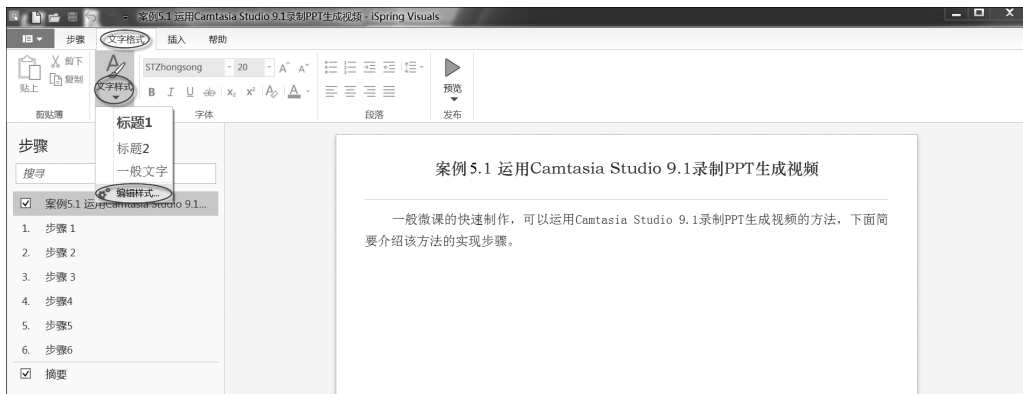 案例5.1 运用Camtasia Studio 9.1录制PPT生成视频 - iSpring Visuals
步骤 文字格式 插入 帮助
贴上 剪下 复制 文字样式 STZhongsong 20 A A 预览
B I U ab x₂ x² A A
剪贴簿 字体 段落 发布
标题1
标题2
一般文字
编辑样式...
步骤
搜寻
案例5.1 运用Camtasia Studio 9.1...
1. 步骤 1
2. 步骤 2
3. 步骤 3
4. 步骤4
5. 步骤5
6. 步骤6
摘要
案例5.1 运用Camtasia Studio 9.1录制PPT生成视频
一般微课的快速制作，可以运用Camtasia Studio 9.1录制PPT生成视频的方法，下面简
要介绍该方法的实现步骤。